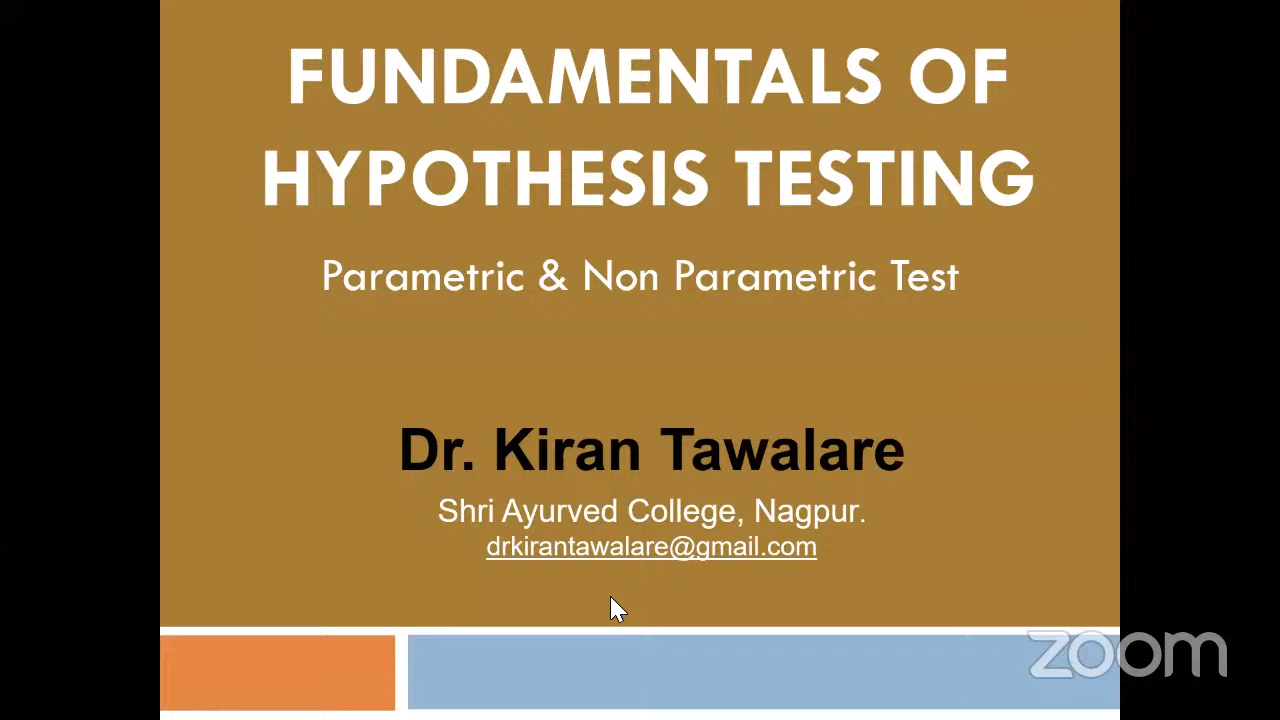 FUNDAMENTALS OF
HYPOTHESIS TESTING
Parametric & Non Parametric Test
Dr. Kiran Tawalare
Shri Ayurved College, Nagpur.
drkirantawalare@gmail.com
zoom